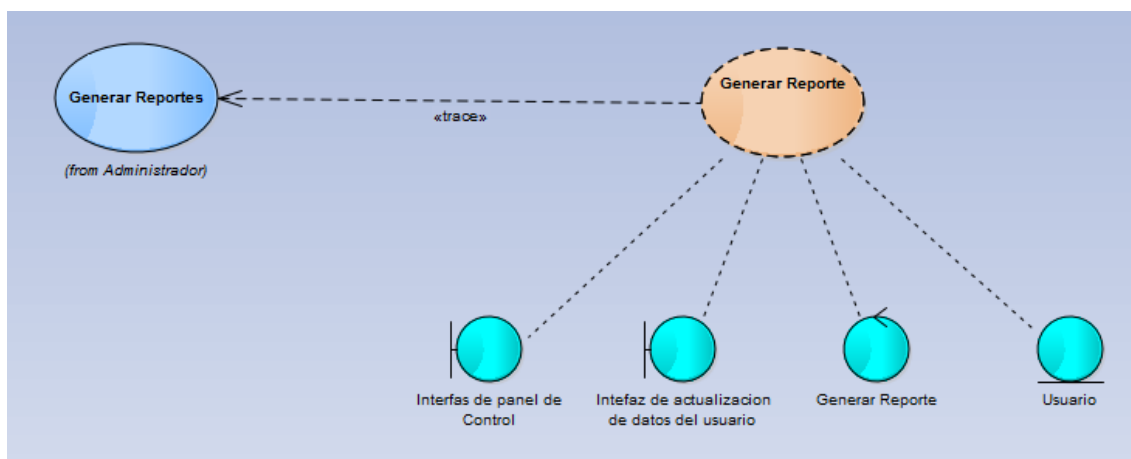 Generar Reportes
Generar Reporte
«trace»
(from Administrador)
Interfas de panel de
Control
Intefaz de actualizacion
de datos del usuario
Generar Reporte
Usuario